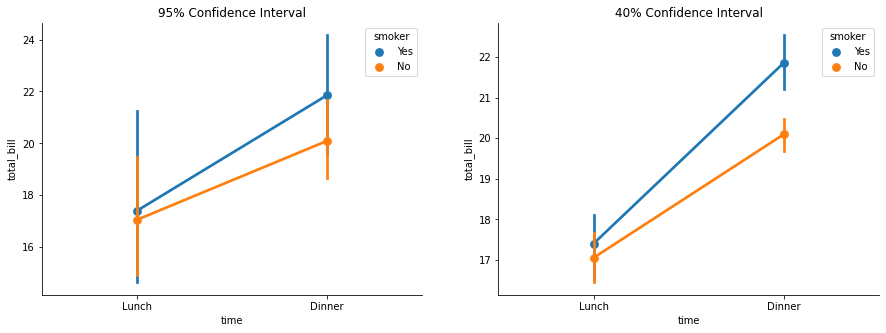 95% Confidence Interval
24
22
20
18
16
total_bill
Lunch
Dinner
time
smoker
Yes
No
40% Confidence Interval
22
21
20
19
18
17
total_bill
Lunch
Dinner
time
smoker
Yes
No